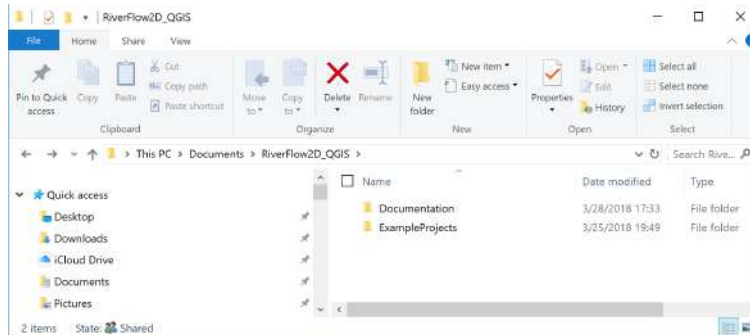 RiverFlow2D_QGIS
File Home Share View
Pin to Quick access
Copy
Paste
Cut
Copy path
Paste shortcut
Move to
Copy to
Delete
Rename
New folder
New item
Easy access
Properties
Open
Edit
History
Select all
Select none
Invert selection
Clipboard Organize New Open Select
This PC > Documents > RiverFlow2D_QGIS >
Search Rive...
Name Date modified Type
Quick access
Desktop
Downloads
iCloud Drive
Documents
Pictures
Documentation 3/28/2018 17:33 File folder
ExampleProjects 3/25/2018 19:49 File folder
2 items State: Shared